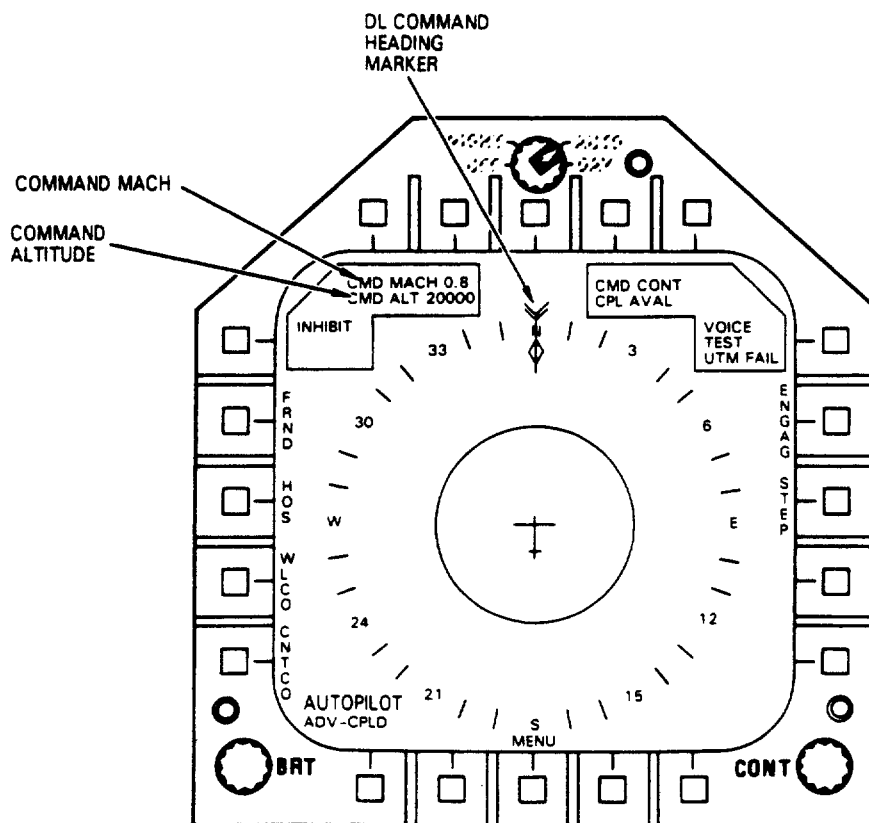 DL COMMAND
HEADING
MARKER
COMMAND MACH
COMMAND
ALTITUDE
CMD MACH 0.8
CMD ALT 20000
INHIBIT
CMD CONT
CPL AVAL
VOICE
TEST
UTM FAIL
N
3
6
E
12
15
S
21
24
W
30
33
FRND
HOS
WLCO
CNTCO
ENGAG
STEP
AUTOPILOT
ADV-CPLD
MENU
BRT
CONT